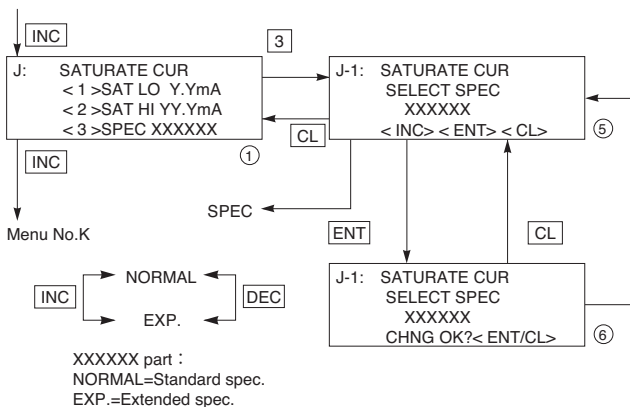 INC
J: SATURATE CUR
< 1 >SAT LO Y.YmA
< 2 >SAT HI YY.YmA
< 3 >SPEC XXXXXX
①
3
CL
J-1: SATURATE CUR
SELECT SPEC
XXXXXX
< INC> < ENT> < CL>
⑤
INC
Menu No.K
SPEC
ENT
CL
INC
NORMAL
EXP.
DEC
J-1: SATURATE CUR
SELECT SPEC
XXXXXX
CHNG OK?< ENT/CL>
⑥
XXXXXX part :
NORMAL=Standard spec.
EXP.=Extended spec.